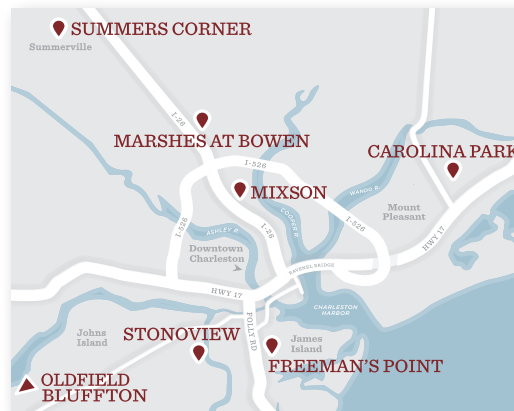 SUMMERS CORNER
Summerville
I-26
MARSHES AT BOWEN
I-526
CAROLINA PARK
MIXSON
WANDO R.
COOPER R.
Mount
Pleasant
I-526
I-526
ASHLEY R.
I-26
HWY 17
Downtown
Charleston
RAVENEL BRIDGE
HWY 17
CHARLESTON
HARBOR
FOLLY RD
Johns
Island
STONOVIEW
James
Island
FREEMAN'S POINT
OLDFIELD
BLUFFTON